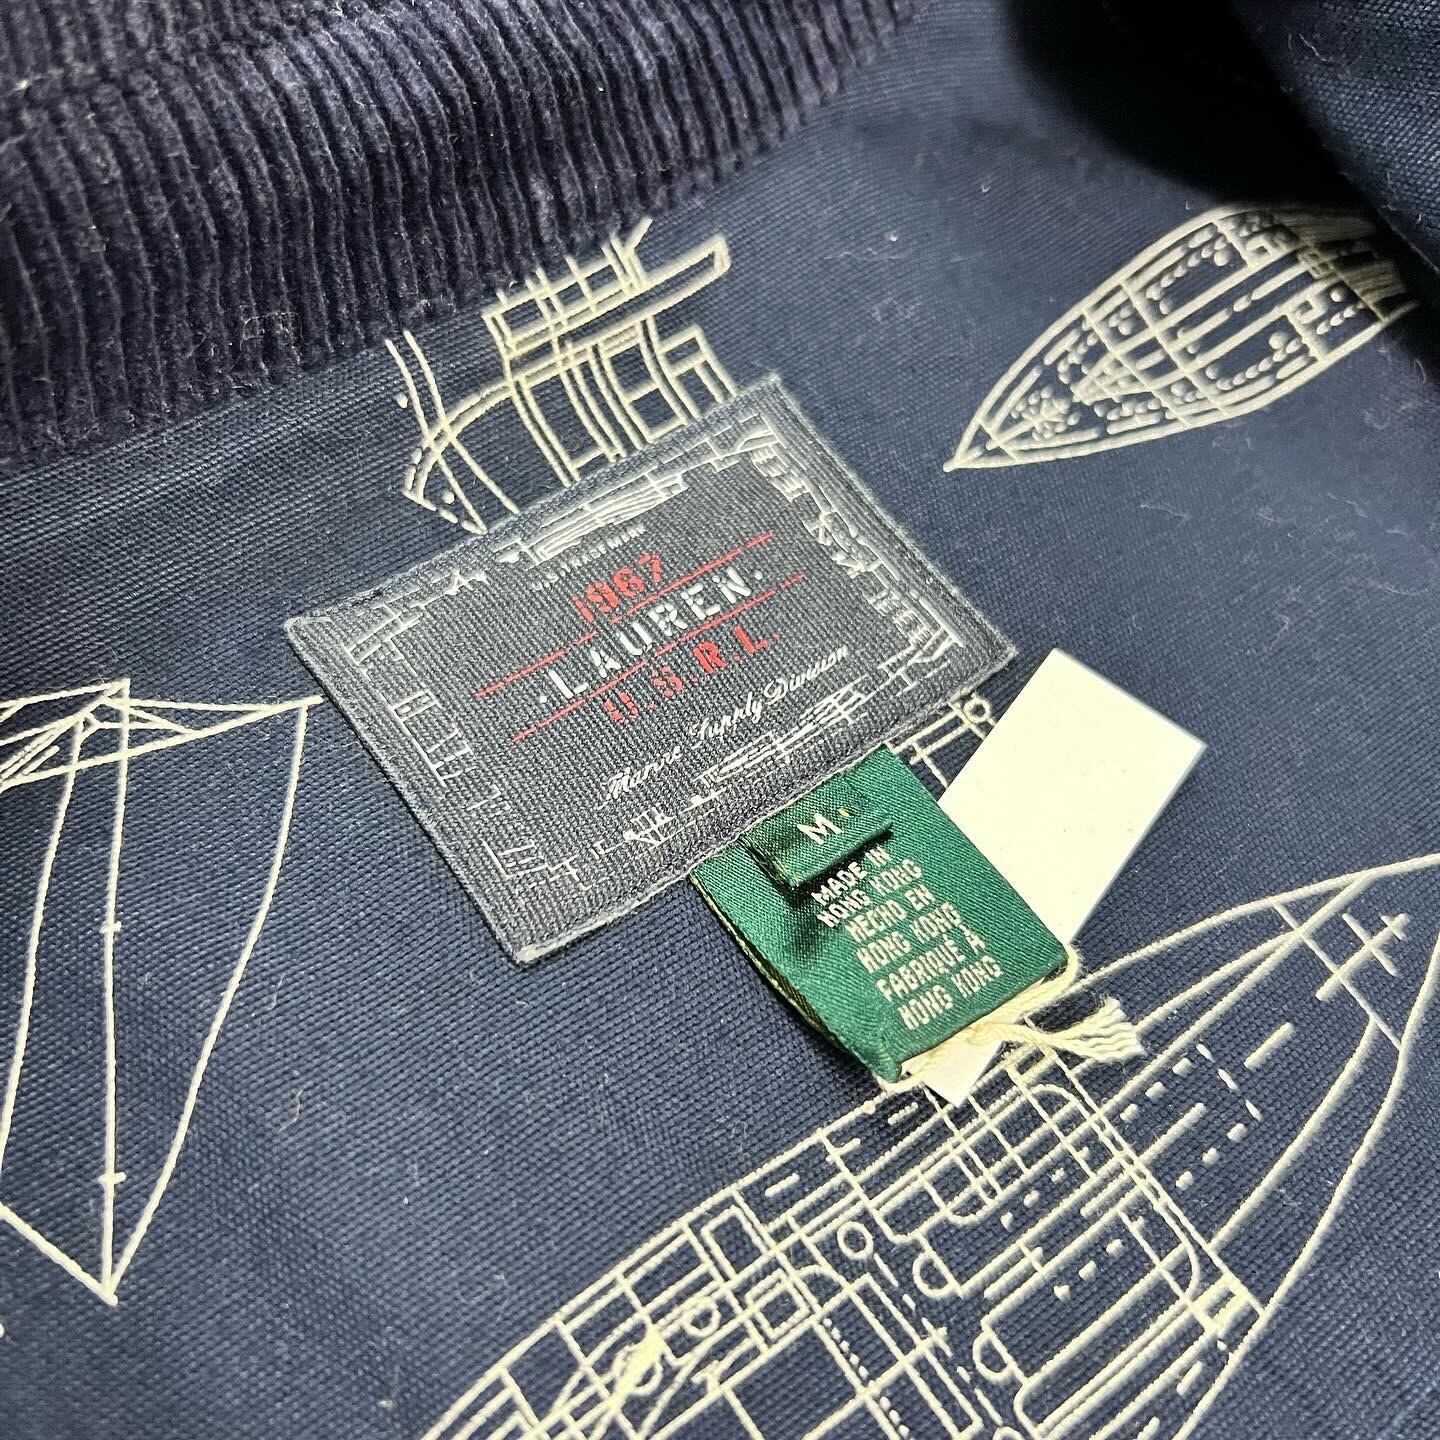 1967
·LAUREN·
U.S.R.L.
Marine Supply Division
M
MADE IN
HONG KONG
HECHO EN
HONG KONG
FABRIQUÉ À
HONG KONG